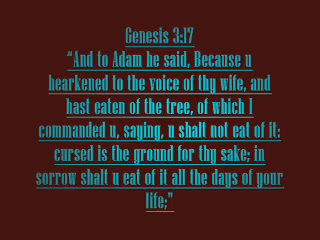 Genesis 3:17
“And to Adam he said, Because u
hearkened to the voice of thy wife, and
hast eaten of the tree, of which I
commanded u, saying, u shalt not eat of it:
cursed is the ground for thy sake; in
sorrow shalt u eat of it all the days of your
life;"